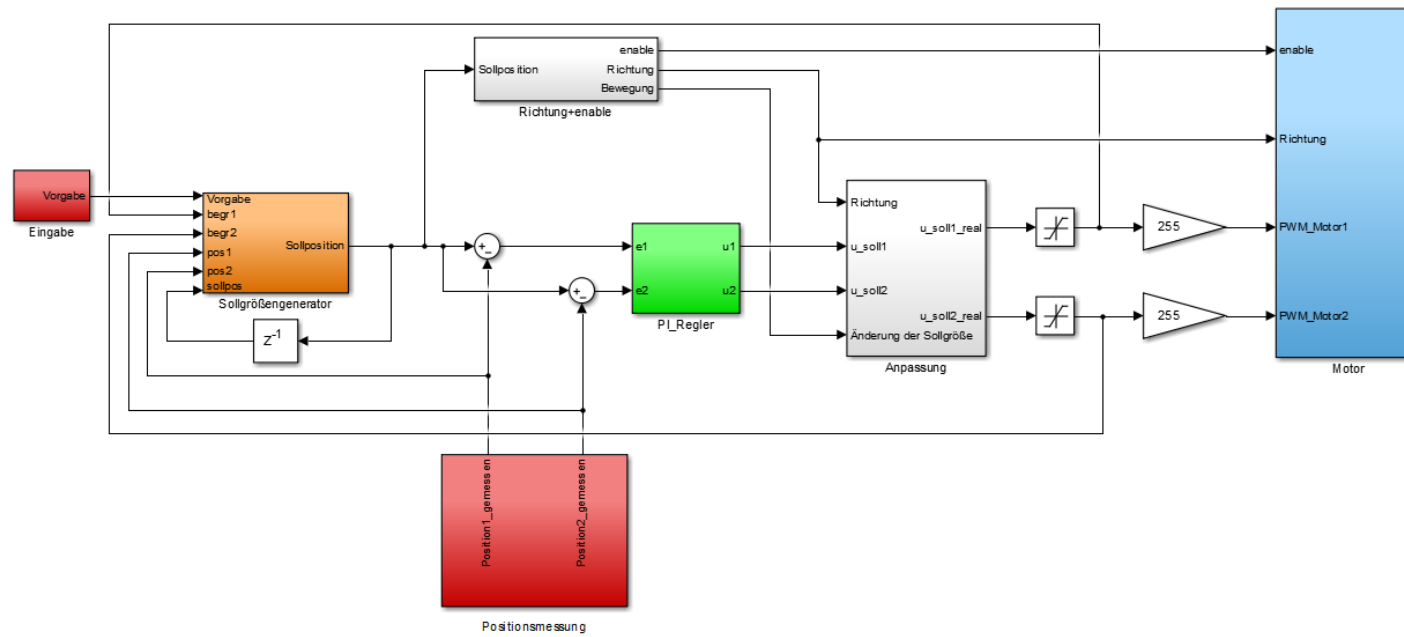 enable
Sollposition
Richtung
Bewegung
Richtung+enable
enable
Richtung
PWM_Motor1
PWM_Motor2
Motor
Vorgabe
Eingabe
Vorgabe
begr1
begr2
pos1
pos2
sollpos
Sollposition
Sollgrößengenerator
Z-1
+
−
+
−
e1
e2
u1
u2
PI_Regler
Richtung
u_soll1
u_soll2
Änderung der Sollgröße
u_soll1_real
u_soll2_real
Anpassung
255
255
Position1_gemessen
Position2_gemessen
Positionsmessung